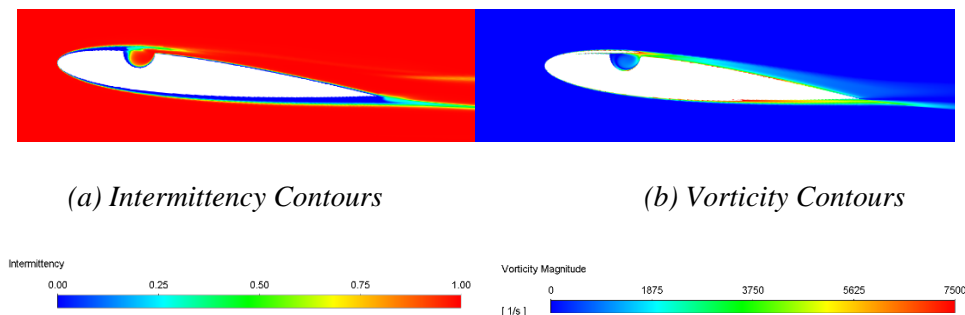 (a) Intermittency Contours
(b) Vorticity Contours
Intermittency
0.00 0.25 0.50 0.75 1.00
Vorticity Magnitude
0 1875 3750 5625 7500
[ 1/s ]